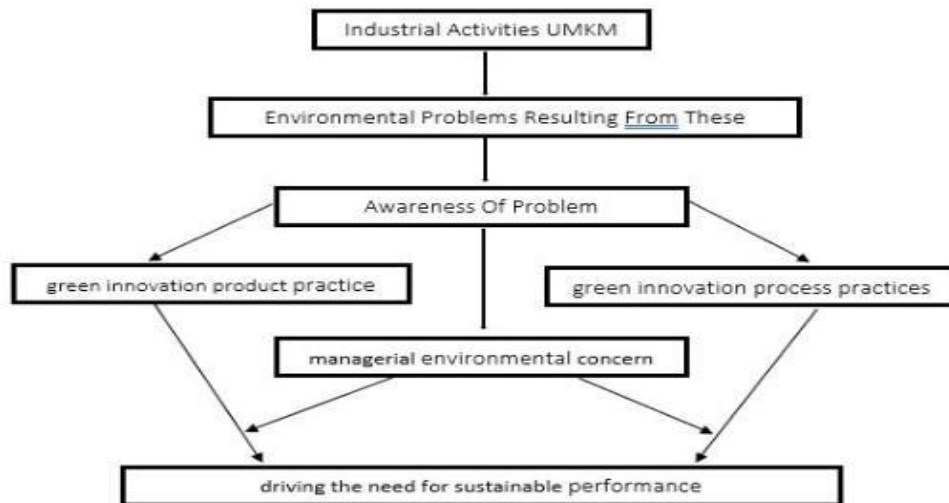 Industrial Activities UMKM
Environmental Problems Resulting From These
Awareness Of Problem
green innovation product practice
green innovation process practices
managerial environmental concern
driving the need for sustainable performance